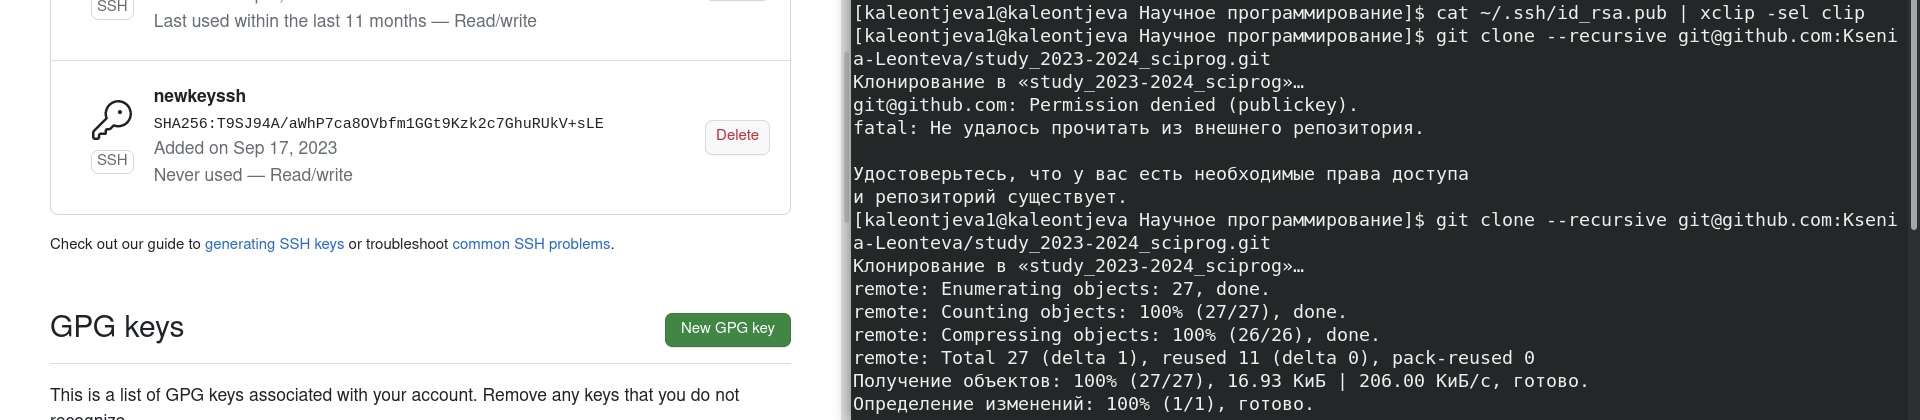 SSH
Last used within the last 11 months — Read/write
newkeyssh
SHA256:T9SJ94A/aWhP7ca8OVbfm1GGt9Kzk2c7GhuRUkV+sLE
Added on Sep 17, 2023
SSH
Never used — Read/write
Delete
Check out our guide to generating SSH keys or troubleshoot common SSH problems.
GPG keys
New GPG key
This is a list of GPG keys associated with your account. Remove any keys that you do not
recognize.
[kaleontjeva1@kaleontjeva Научное программирование]$ cat ~/.ssh/id_rsa.pub | xclip -sel clip
[kaleontjeva1@kaleontjeva Научное программирование]$ git clone --recursive git@github.com:Kseni
a-Leonteva/study_2023-2024_sciprog.git
Клонирование в «study_2023-2024_sciprog»…
git@github.com: Permission denied (publickey).
fatal: Не удалось прочитать из внешнего репозитория.
Удостоверьтесь, что у вас есть необходимые права доступа
и репозиторий существует.
[kaleontjeva1@kaleontjeva Научное программирование]$ git clone --recursive git@github.com:Kseni
a-Leonteva/study_2023-2024_sciprog.git
Клонирование в «study_2023-2024_sciprog»…
remote: Enumerating objects: 27, done.
remote: Counting objects: 100% (27/27), done.
remote: Compressing objects: 100% (26/26), done.
remote: Total 27 (delta 1), reused 11 (delta 0), pack-reused 0
Получение объектов: 100% (27/27), 16.93 КиБ | 206.00 КиБ/с, готово.
Определение изменений: 100% (1/1), готово.